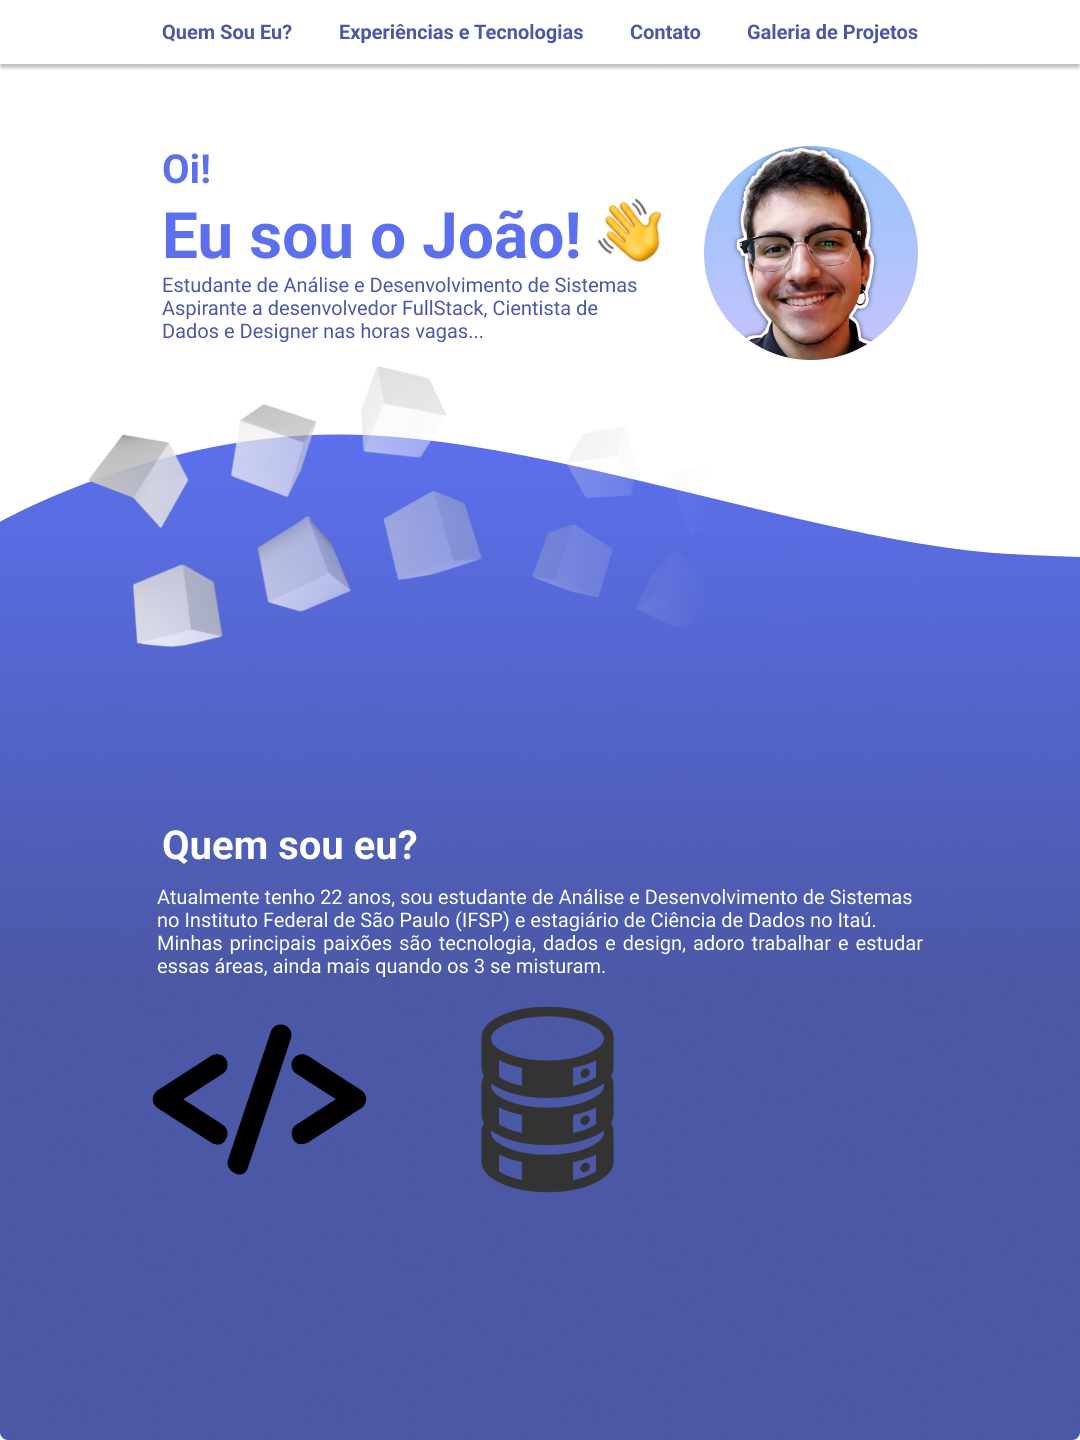 Quem Sou Eu? Experiências e Tecnologias Contato Galeria de Projetos
Oi!
Eu sou o João! 👋
Estudante de Análise e Desenvolvimento de Sistemas
Aspirante a desenvolvedor FullStack, Cientista de
Dados e Designer nas horas vagas...
Quem sou eu?
Atualmente tenho 22 anos, sou estudante de Análise e Desenvolvimento de Sistemas
no Instituto Federal de São Paulo (IFSP) e estagiário de Ciência de Dados no Itaú.
Minhas principais paixões são tecnologia, dados e design, adoro trabalhar e estudar
essas áreas, ainda mais quando os 3 se misturam.